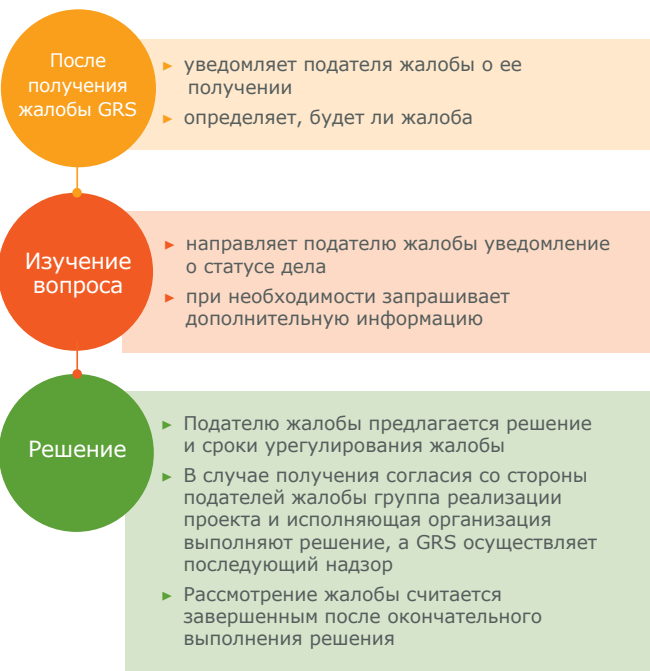 После
получения
жалобы GRS
► уведомляет подателя жалобы о ее
получении
► определяет, будет ли жалоба
Изучение
вопроса
► направляет подателю жалобы уведомление
о статусе дела
► при необходимости запрашивает
дополнительную информацию
Решение
► Подателю жалобы предлагается решение
и сроки урегулирования жалобы
► В случае получения согласия со стороны
подателей жалобы группа реализации
проекта и исполняющая организация
выполняют решение, а GRS осуществляет
последующий надзор
► Рассмотрение жалобы считается
завершенным после окончательного
выполнения решения